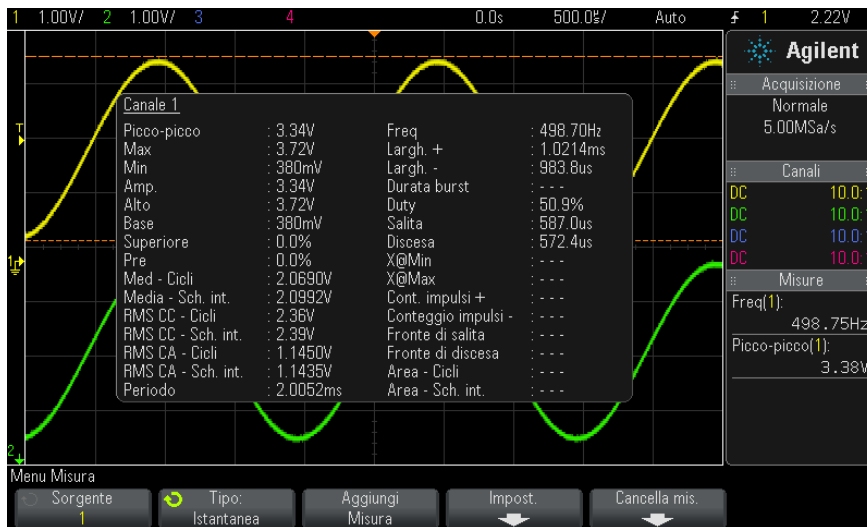 1 1.00V/ 2 1.00V/ 3 4 0.0s 500.0㎲/ Auto 1 2.22V
Agilent
Acquisizione
Normale
5.00MSa/s
Canali
DC 10.0:
DC 10.0:
DC 10.0:
DC 10.0:
Misure
Freq(1):
498.75Hz
Picco-picco(1):
3.38V
T
1
2
Canale 1
Picco-picco : 3.34V Freq : 498.70Hz
Max : 3.72V Largh. + : 1.0214ms
Min : 380mV Largh. - : 983.8us
Amp. : 3.34V Durata burst : - - -
Alto : 3.72V Duty : 50.9%
Base : 380mV Salita : 587.0us
Superiore : 0.0% Discesa : 572.4us
Pre : 0.0% X@Min : - - -
Med - Cicli : 2.0690V X@Max : - - -
Media - Sch. int. : 2.0992V Cont. impulsi + : - - -
RMS CC - Cicli : 2.36V Conteggio impulsi - : - - -
RMS CC - Sch. int. : 2.39V Fronte di salita : - - -
RMS CA - Cicli : 1.1450V Fronte di discesa : - - -
RMS CA - Sch. int. : 1.1435V Area - Cicli : - - -
Periodo : 2.0052ms Area - Sch. int. : - - -
Menu Misura
Sorgente Tipo: Aggiungi Impost. Cancella mis.
1 Istantanea Misura